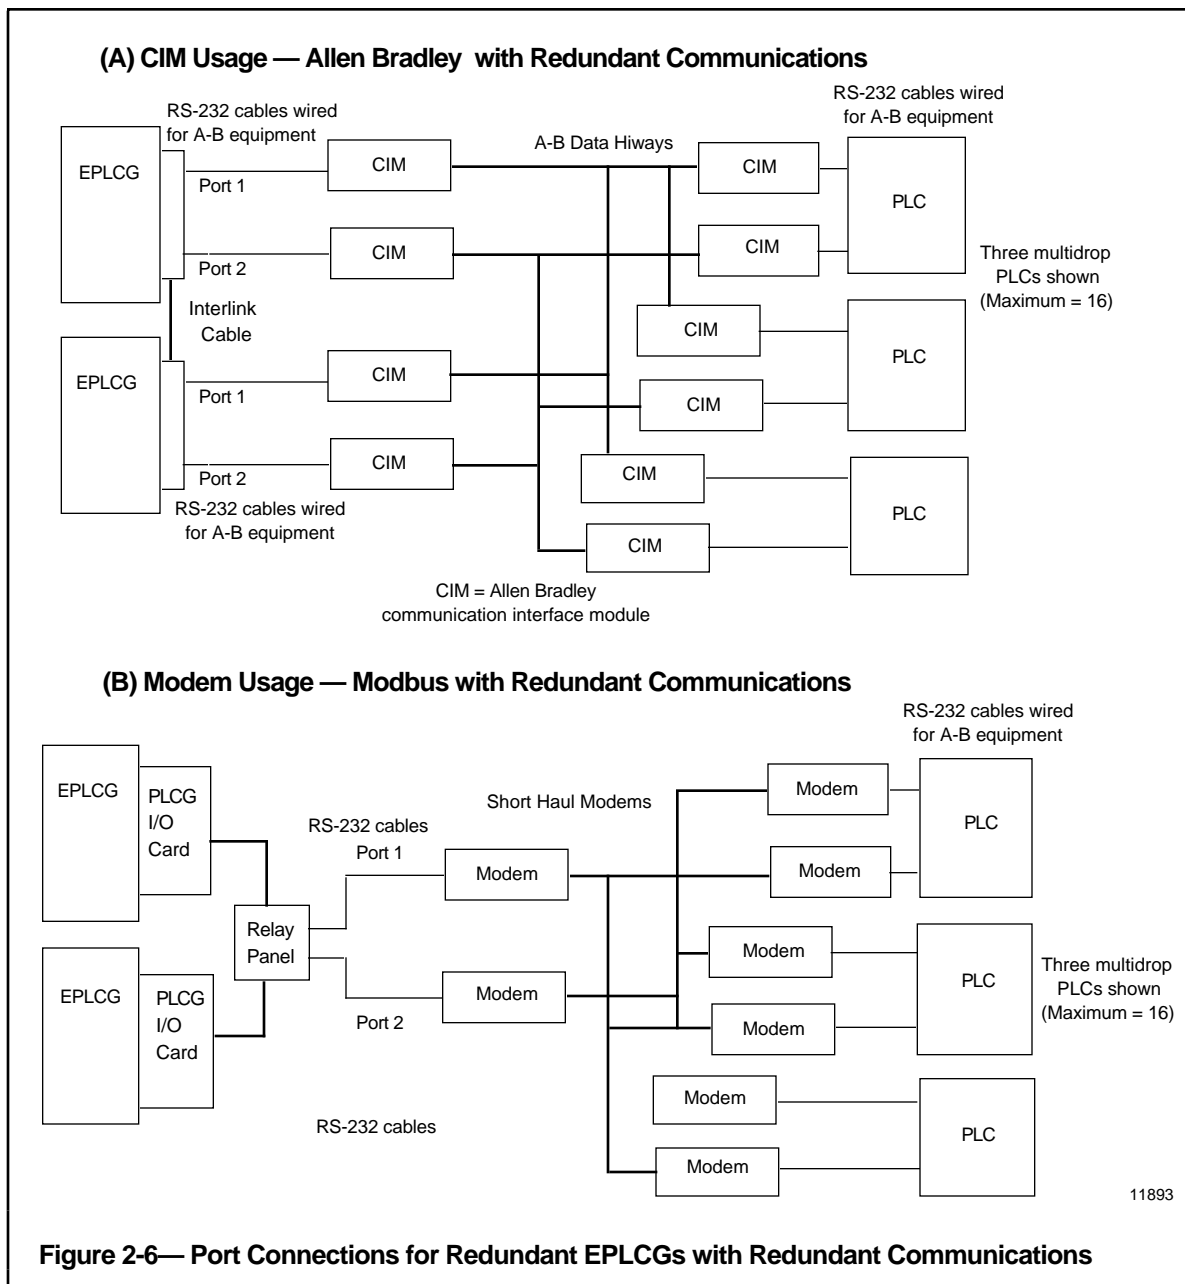 (A) CIM Usage — Allen Bradley with Redundant Communications
RS-232 cables wired
for A-B equipment
RS-232 cables wired
for A-B equipment
EPLCG
Port 1
CIM
A-B Data Hiways
CIM
PLC
Port 2
CIM
CIM
Three multidrop
PLCs shown
(Maximum = 16)
Interlink
Cable
CIM
PLC
EPLCG
Port 1
CIM
CIM
Port 2
CIM
CIM
PLC
RS-232 cables wired
for A-B equipment
CIM
CIM = Allen Bradley
communication interface module
(B) Modem Usage — Modbus with Redundant Communications
RS-232 cables wired
for A-B equipment
EPLCG
PLCG
I/O
Card
RS-232 cables
Port 1
Short Haul Modems
Modem
PLC
Modem
Modem
Relay
Panel
Modem
PLC
Three multidrop
PLCs shown
(Maximum = 16)
EPLCG
PLCG
I/O
Card
Port 2
Modem
Modem
RS-232 cables
Modem
PLC
Modem
11893
Figure 2-6— Port Connections for Redundant EPLCGs with Redundant Communications